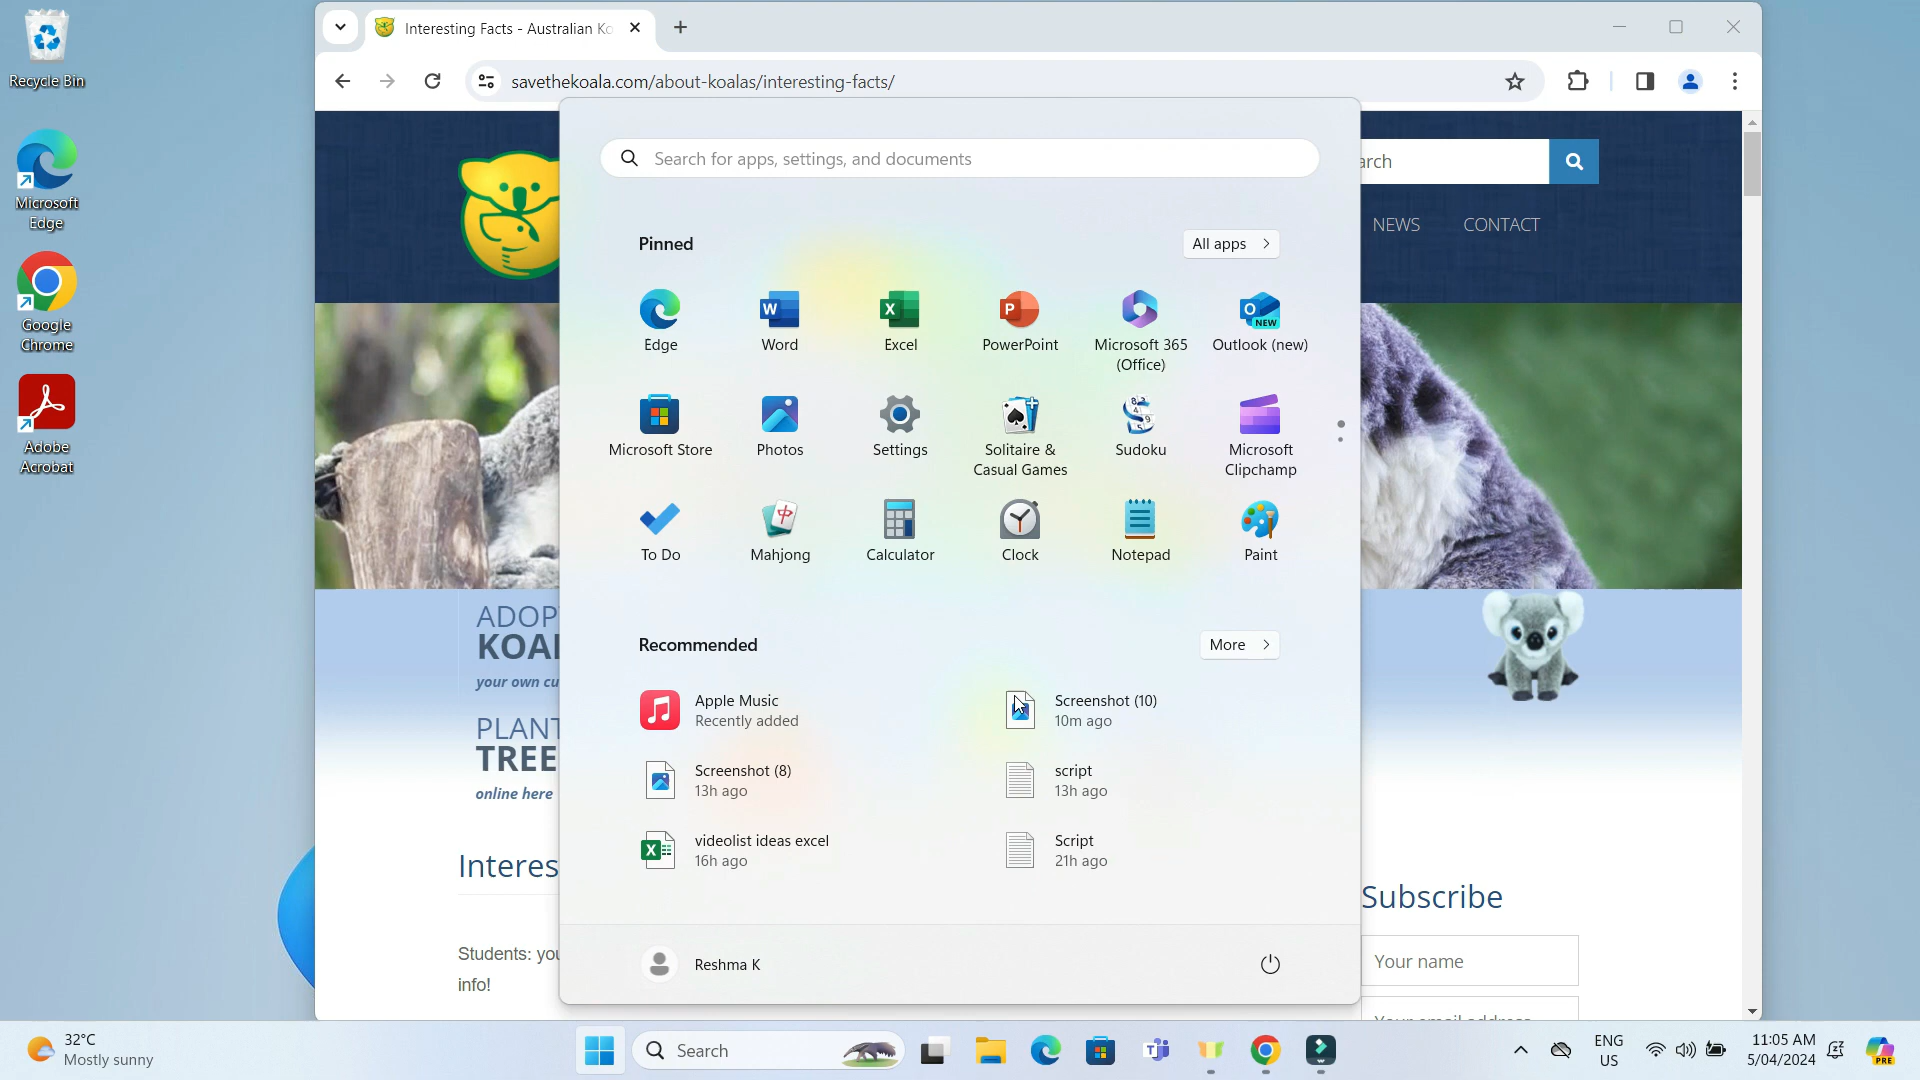 Recycle Bin
Microsoft
Edge
Google
Chrome
Adobe
Acrobat
Interesting Facts - Australian Ko
savethekoala.com/about-koalas/interesting-facts/
arch
NEWS
CONTACT
ADOP
KOAL
your own cu
PLANT
TREE
online here
Interes
Students: you
info!
Subscribe
Your name
Search for apps, settings, and documents
Pinned
All apps
Edge
Word
Excel
PowerPoint
Microsoft 365
(Office)
Outlook (new)
Microsoft Store
Photos
Settings
Solitaire &
Casual Games
Sudoku
Microsoft
Clipchamp
To Do
Mahjong
Calculator
Clock
Notepad
Paint
Recommended
More
Apple Music
Recently added
Screenshot (10)
10m ago
Screenshot (8)
13h ago
script
13h ago
videolist ideas excel
16h ago
Script
21h ago
Reshma K
32°C
Mostly sunny
Search
ENG
US
11:05 AM
5/04/2024
PRE